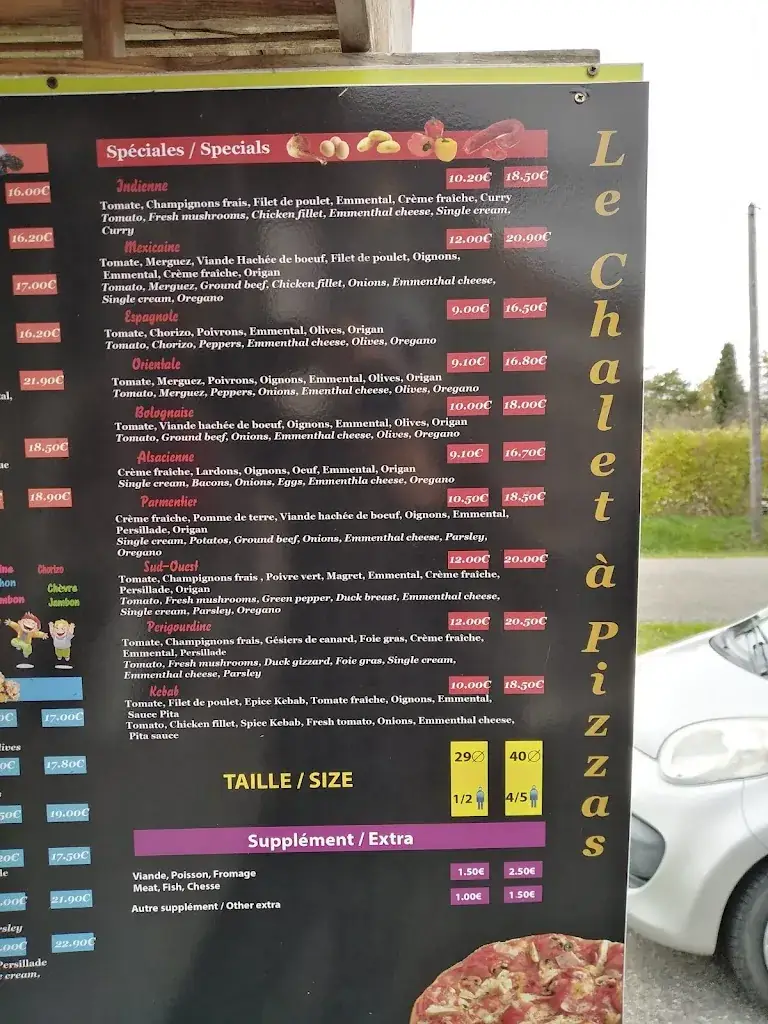 Spéciales / Specials
Indienne 10.20€ 18.50€
Tomate, Champignons frais, Filet de poulet, Emmental, Crème fraîche, Curry
Tomato, Fresh mushrooms, Chicken fillet, Emmenthal cheese, Single cream,
Curry
Mexicaine 12.00€ 20.90€
Tomate, Merguez, Viande Hachée de boeuf, Filet de poulet, Oignons,
Emmental, Crème fraîche, Origan
Tomato, Merguez, Ground beef, Chicken fillet, Onions, Emmenthal cheese,
Single cream, Oregano
Espagnole 9.00€ 16.50€
Tomate, Chorizo, Poivrons, Emmental, Olives, Origan
Tomato, Chorizo, Peppers, Emmenthal cheese, Olives, Oregano
Orientale 9.10€ 16.80€
Tomate, Merguez, Poivrons, Oignons, Emmental, Olives, Origan
Tomato, Merguez, Peppers, Onions, Ementhal cheese, Olives, Oregano
Bolognaise 10.00€ 18.00€
Tomate, Viande hachée de boeuf, Oignons, Emmental, Olives, Origan
Tomato, Ground beef, Onions, Emmenthal cheese, Olives, Oregano
Alsacienne 9.10€ 16.70€
Crème fraîche, Lardons, Oignons, Oeuf, Emmental, Origan
Single cream, Bacons, Onions, Eggs, Emmenthla cheese, Oregano
Parmentier 10.50€ 18.50€
Crème fraîche, Pomme de terre, Viande hachée de boeuf, Oignons, Emmental,
Persillade, Origan
Single cream, Potatos, Ground beef, Onions, Emmenthal cheese, Parsley,
Oregano
Sud-Ouest 12.00€ 20.00€
Tomate, Champignons frais , Poivre vert, Magret, Emmental, Crème fraîche,
Persillade, Origan
Tomato, Fresh mushrooms, Green pepper, Duck breast, Emmenthal cheese,
Single cream, Parsley, Oregano
Perigourdine 12.00€ 20.50€
Tomate, Champignons frais, Gésiers de canard, Foie gras, Crème fraîche,
Emmental, Persillade
Tomato, Fresh mushrooms, Duck gizzard, Foie gras, Single cream,
Emmenthal cheese, Parsley
Kebab 10.00€ 18.50€
Tomate, Filet de poulet, Epice Kebab, Tomate fraîche, Oignons, Emmental,
Sauce Pita
Tomato, Chicken fillet, Spice Kebab, Fresh tomato, Onions, Emmenthal cheese,
Pita sauce
TAILLE / SIZE 29∅ 40∅
1/2 4/5
Supplément / Extra
Viande, Poisson, Fromage 1.50€ 2.50€
Meat, Fish, Chesse
Autre supplément / Other extra 1.00€ 1.50€
Le Chalet à Pizzas
16.00€
16.20€
17.00€
16.20€
21.90€
18.50€
18.90€
Chorizo
Chèvre
Jambon
17.00€
17.80€
19.00€
17.50€
21.90€
22.90€
Persillade